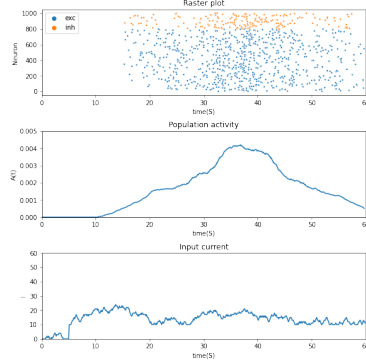 Raster plot
exc
inh
1000
800
600
400
200
0
Neuron
0 10 20 30 40 50 6
time(S)
Population activity
0.005
0.004
0.003
0.002
0.001
0.000
A(t)
0 10 20 30 40 50 6
time(S)
Input current
60
50
40
30
20
10
0
I
0 10 20 30 40 50 6
time(S)